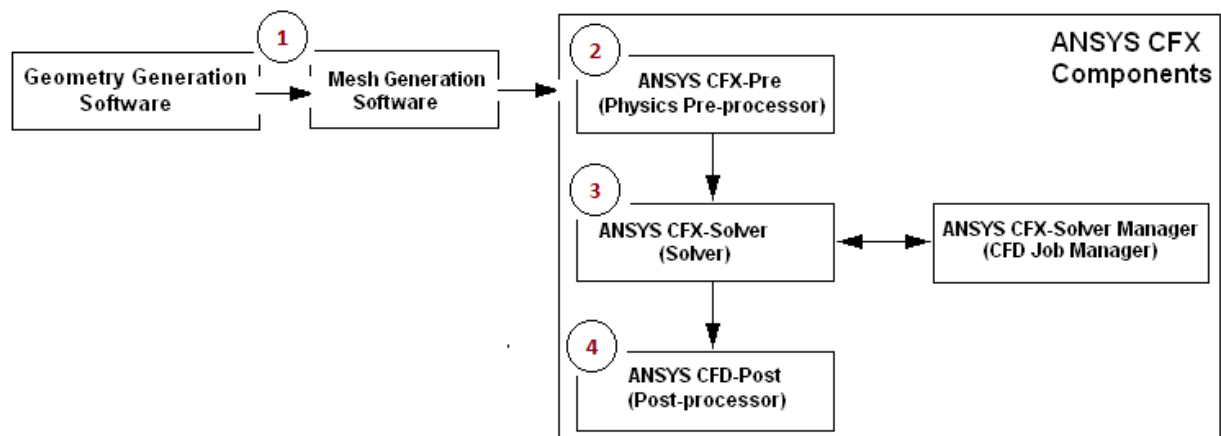 1
Geometry Generation
Software
Mesh Generation
Software
ANSYS CFX
Components
2
ANSYS CFX-Pre
(Physics Pre-processor)
3
ANSYS CFX-Solver
(Solver)
ANSYS CFX-Solver Manager
(CFD Job Manager)
4
ANSYS CFD-Post
(Post-processor)